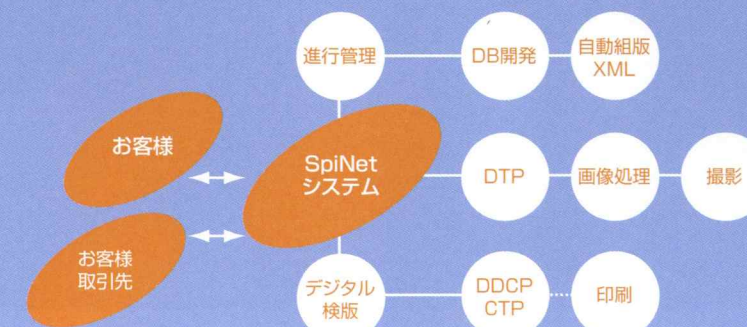 進行管理
DB開発
自動組版
XML
お客様
SpiNet
システム
DTP
画像処理
撮影
お客様
取引先
デジタル
検版
DDCP
CTP
印刷